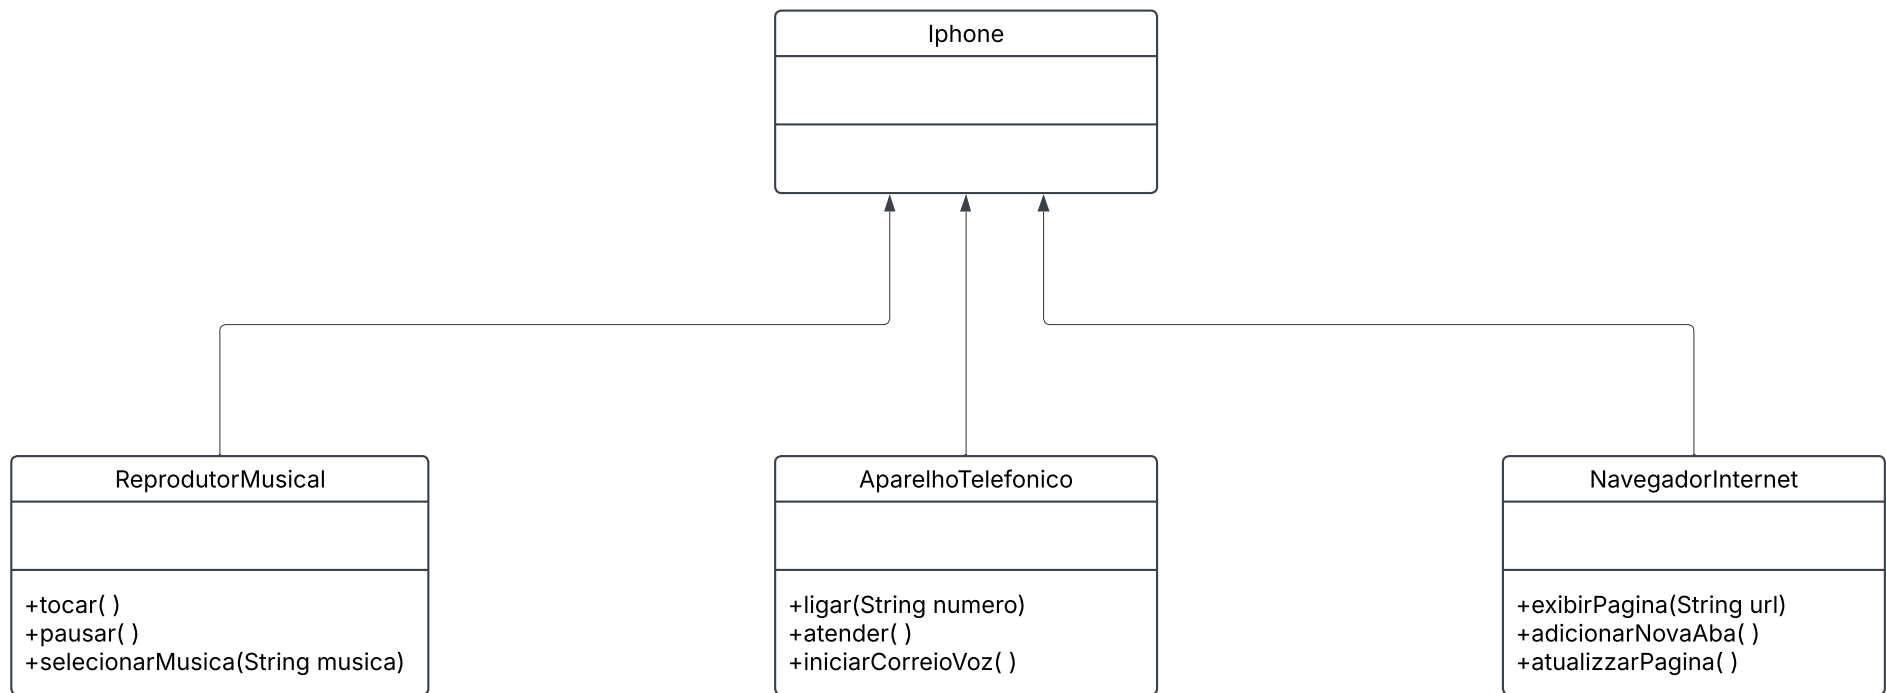 Iphone
ReprodutorMusical
+tocar( )
+pausar( )
+selecionarMusica(String musica)
AparelhoTelefonico
+ligar(String numero)
+atender( )
+iniciarCorreioVoz( )
NavegadorInternet
+exibirPagina(String url)
+adicionarNovaAba( )
+atualizzarPagina( )